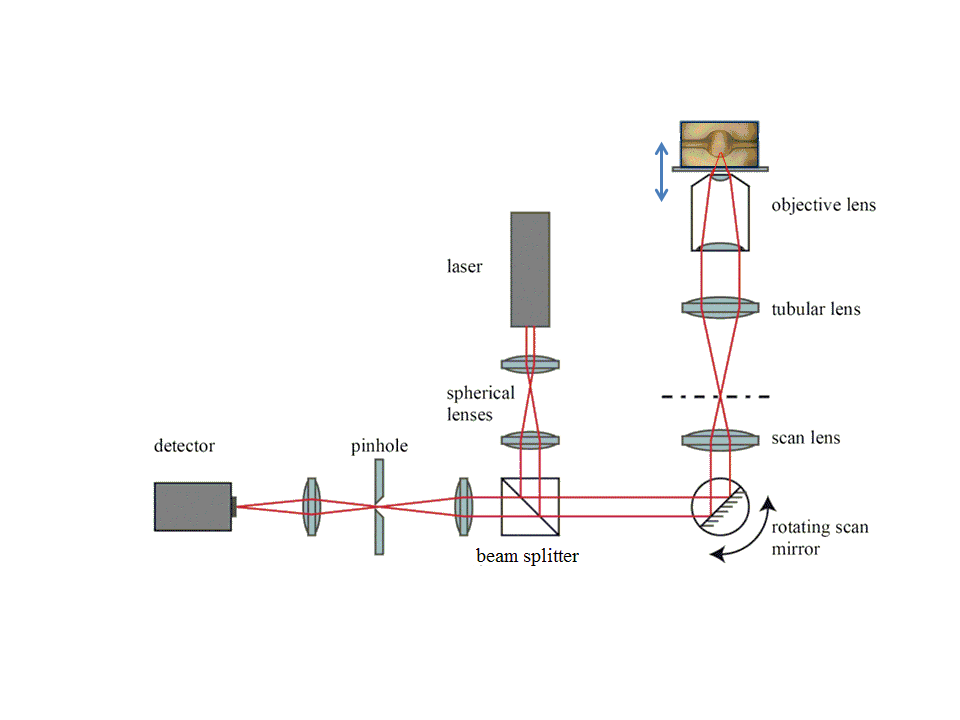 objective lens
laser
tubular lens
spherical
lenses
detector
pinhole
scan lens
rotating scan
mirror
beam splitter